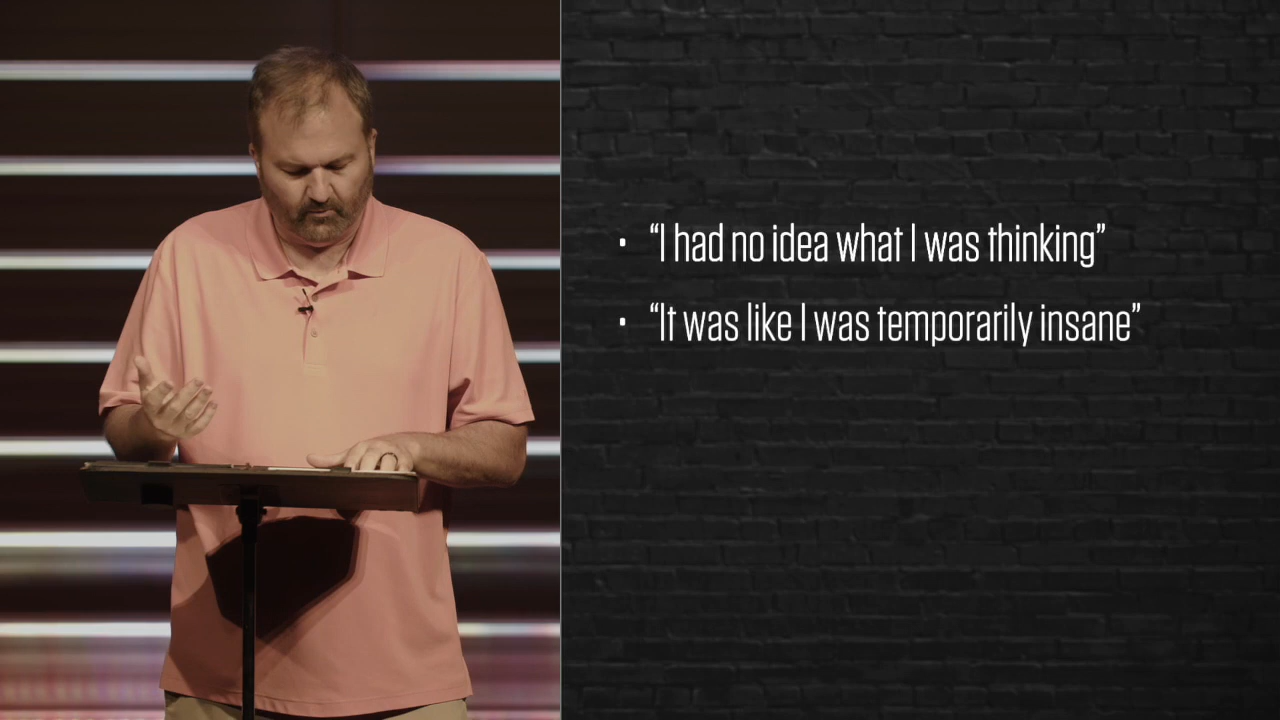 · “I had no idea what I was thinking”
· “It was like I was temporarily insane”